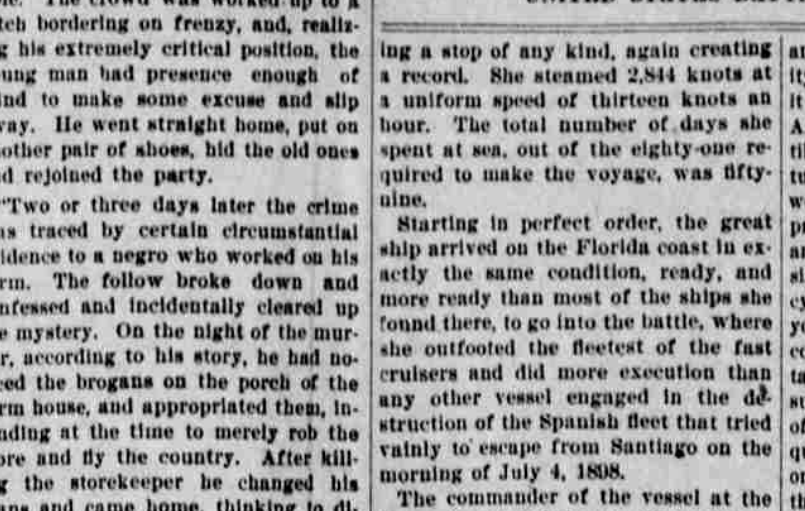 The crowd was worked up to a
tch bordering on frenzy, and, realiz-
g his extremely critical position, the
ung man had presence enough of
ind to make some excuse and slip
way. He went straight home, put on
other pair of shoes, hid the old ones
d rejoined the party.
"Two or three days later the crime
as traced by certain circumstantial
idence to a negro who worked on his
rm. The follow broke down and
nfessed and incidentally cleared up
e mystery. On the night of the mur-
r, according to his story, he had no-
ced the brogans on the porch of the
rm house, and appropriated them, in-
nding at the time to merely rob the
ore and fly the country. After kill-
g the storekeeper he changed his
ans and came home, thinking to di-
ing a stop of any kind, again creating
a record. She steamed 2,844 knots at
a uniform speed of thirteen knots an
hour. The total number of days she
spent at sea, out of the eighty-one re-
quired to make the voyage, was fifty-
nine.
Starting in perfect order, the great
ship arrived on the Florida coast in ex-
actly the same condition, ready, and
more ready than most of the ships she
found there, to go into the battle, where
she outfooted the fleetest of the fast
cruisers and did more execution than
any other vessel engaged in the de-
struction of the Spanish fleet that tried
vainly to escape from Santiago on the
morning of July 4, 1898.
The commander of the vessel at the